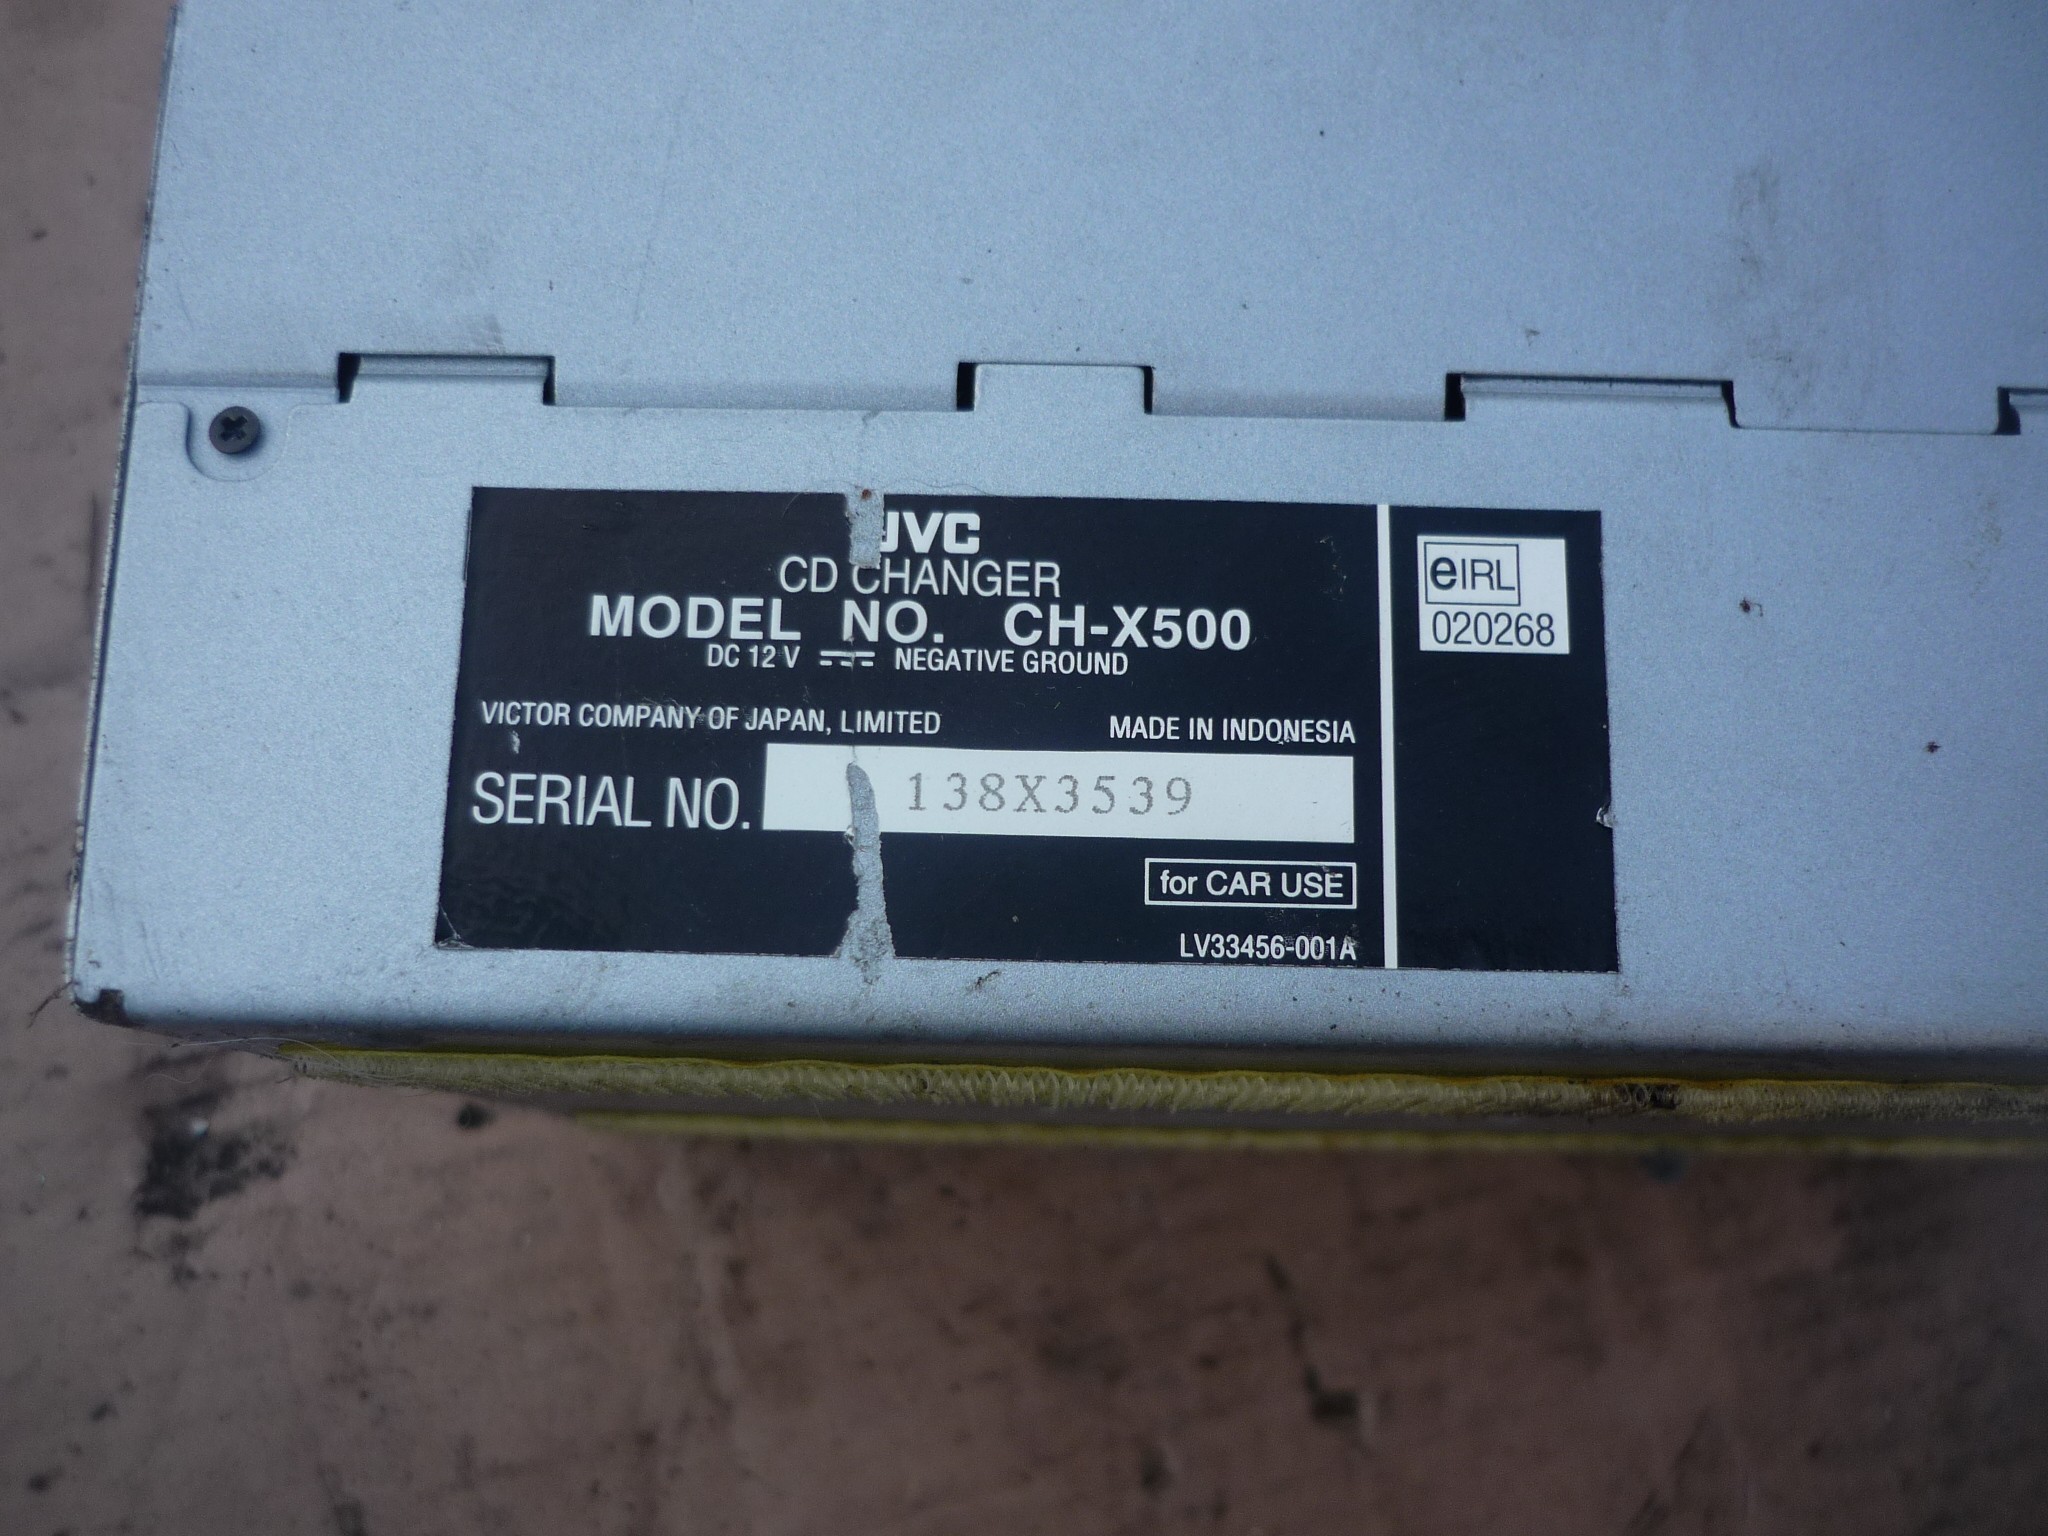 JVC
CD CHANGER
MODEL NO. CH-X500
DC 12 V NEGATIVE GROUND
VICTOR COMPANY OF JAPAN, LIMITED MADE IN INDONESIA
SERIAL NO. 138X3539
for CAR USE
LV33456-001A
eIRL
020268